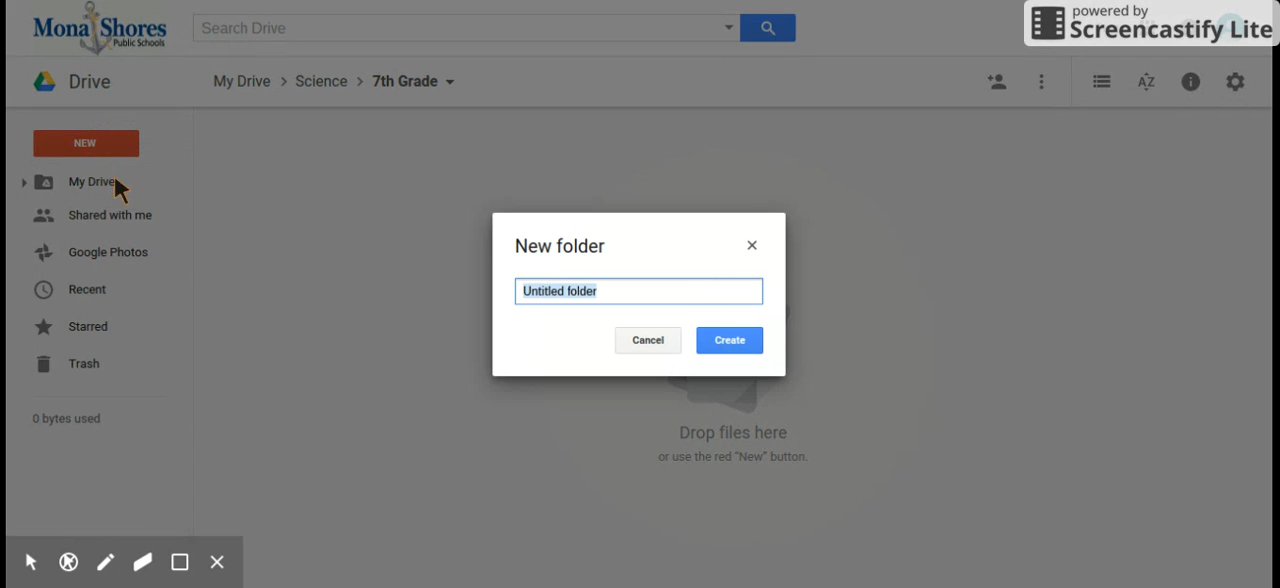 Mona Shores
Public Schools
Search Drive
powered by
Screencastify Lite
Drive
My Drive > Science > 7th Grade
AZ
NEW
My Drive
Shared with me
Google Photos
Recent
Starred
Trash
0 bytes used
New folder
Untitled folder
Cancel
Create
Drop files here
or use the red “New” button.